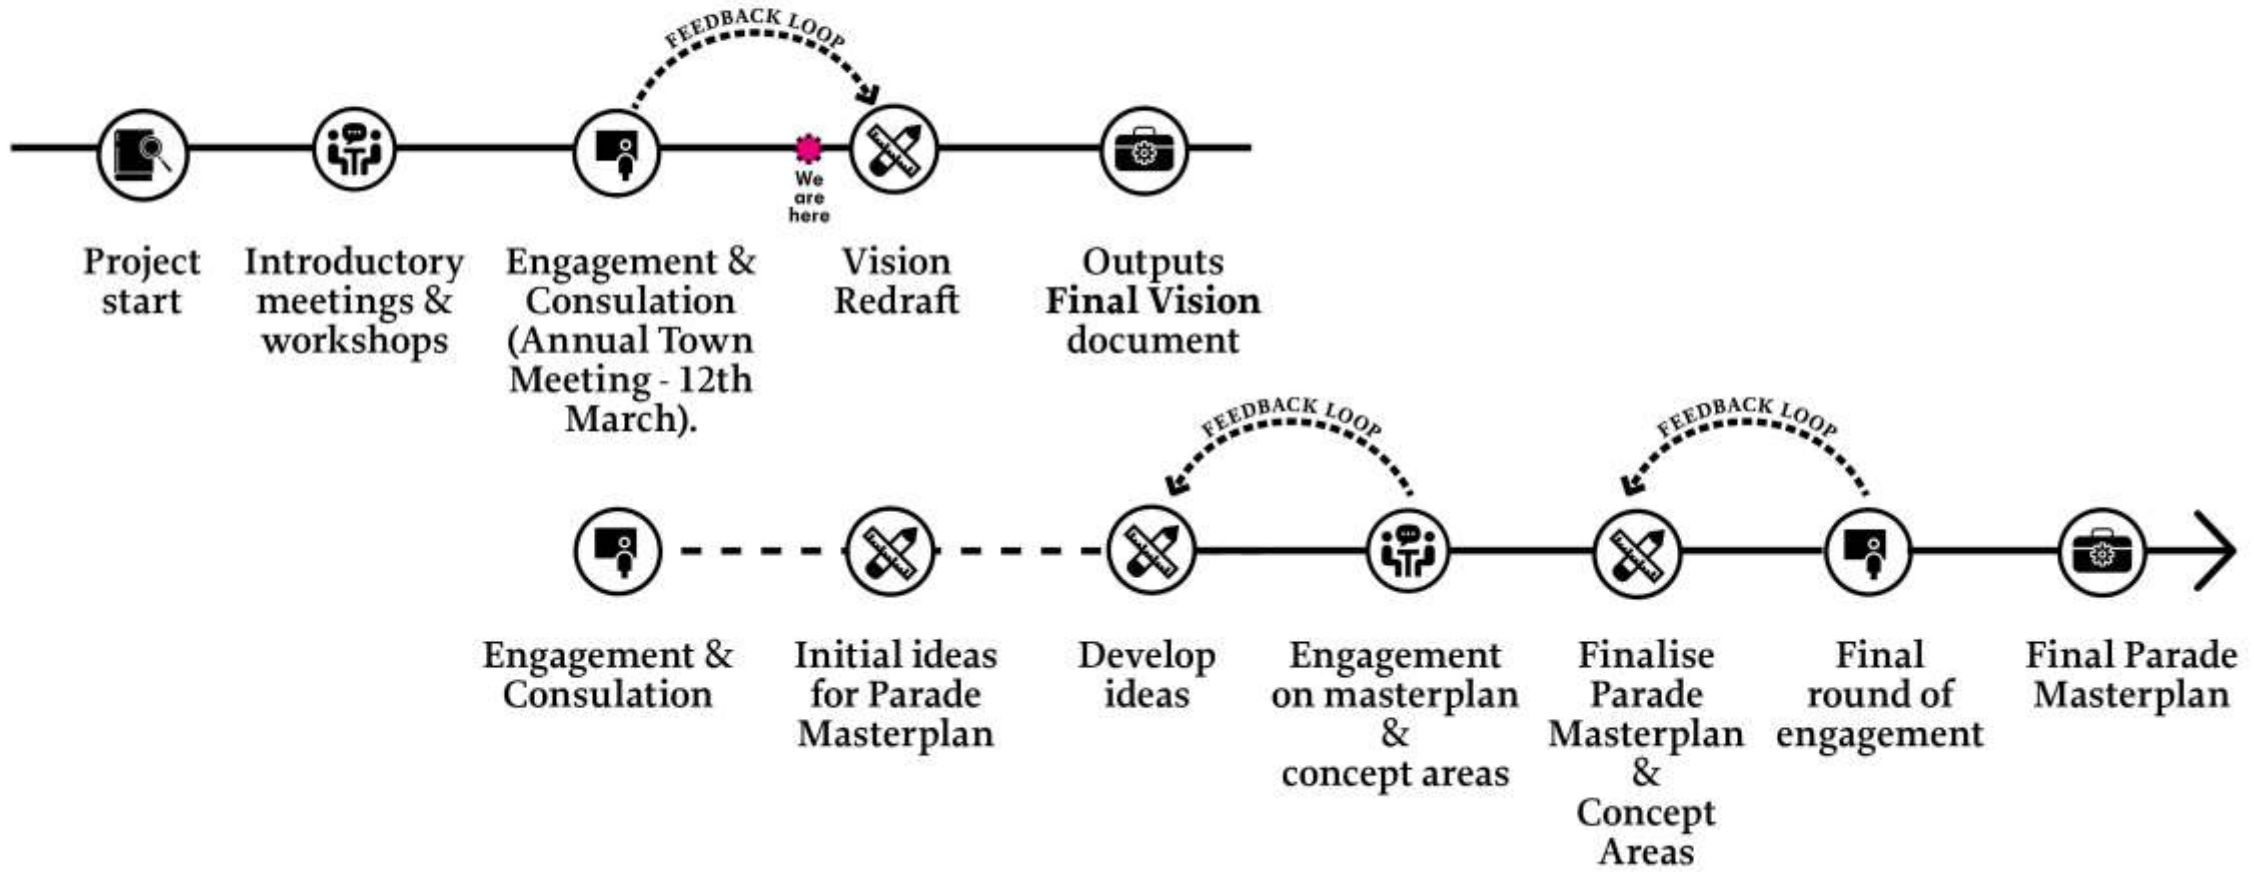 FEEDBACK LOOP
We
are
here
Project
start
Introductory
meetings &
workshops
Engagement &
Consulation
(Annual Town
Meeting - 12th
March).
Vision
Redraft
Outputs
Final Vision
document
FEEDBACK LOOP
FEEDBACK LOOP
Engagement &
Consulation
Initial ideas
for Parade
Masterplan
Develop
ideas
Engagement
on masterplan
&
concept areas
Finalise
Parade
Masterplan
&
Concept
Areas
Final
round of
engagement
Final Parade
Masterplan